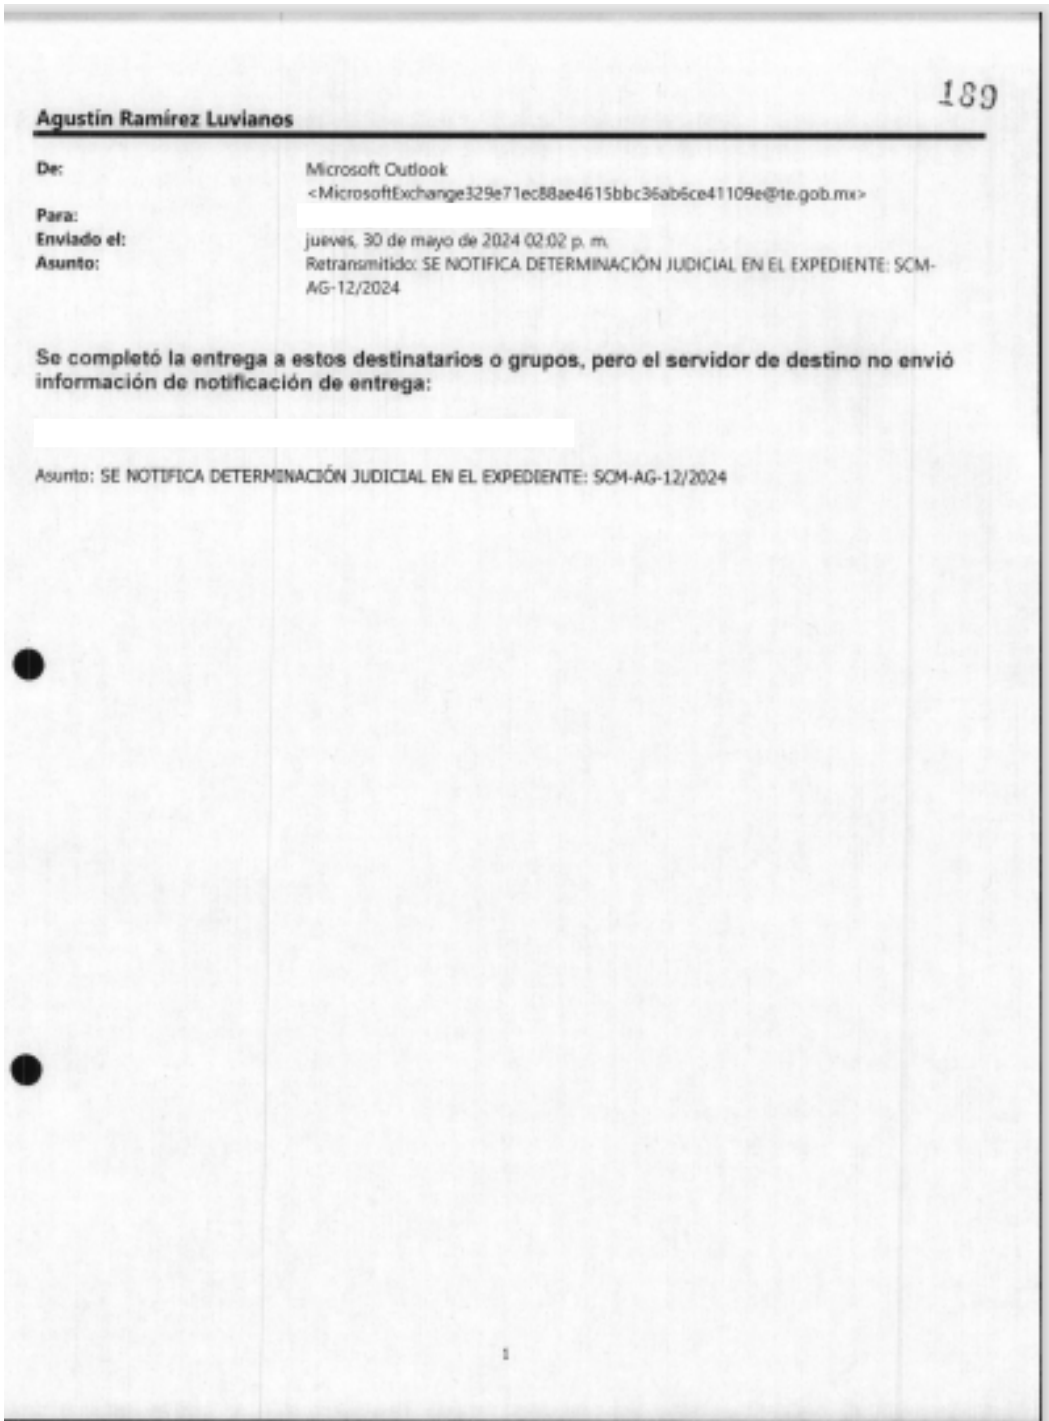 189
Agustín Ramírez Luvianos
De: Microsoft Outlook
<MicrosoftExchange329e71ec88ae4615bbc36ab6ce41109e@te.gob.mx>
Para:
Enviado el: jueves, 30 de mayo de 2024 02:02 p. m.
Asunto: Retransmitido: SE NOTIFICA DETERMINACIÓN JUDICIAL EN EL EXPEDIENTE: SCM-
AG-12/2024
Se completó la entrega a estos destinatarios o grupos, pero el servidor de destino no envió
información de notificación de entrega:
Asunto: SE NOTIFICA DETERMINACIÓN JUDICIAL EN EL EXPEDIENTE: SCM-AG-12/2024
1